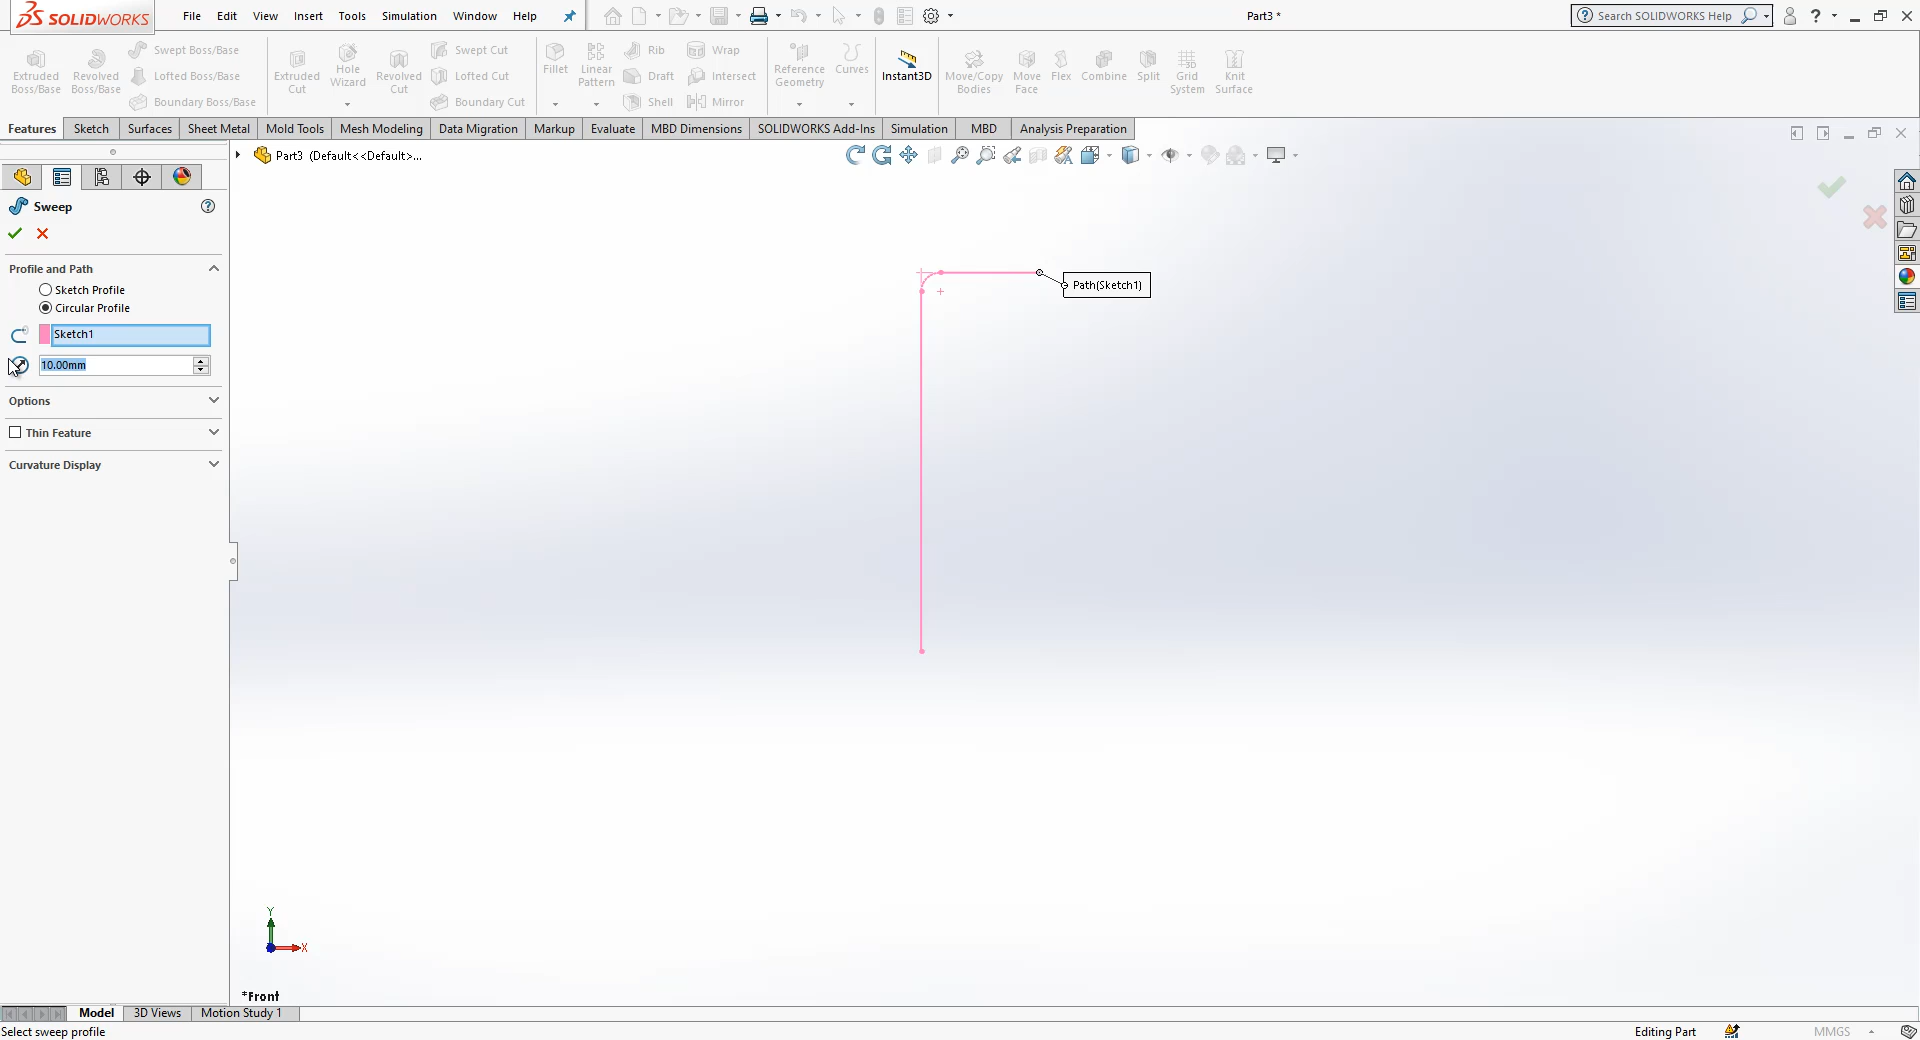 SOLIDWORKS File Edit View Insert Tools Simulation Window Help Part3 * Search SOLIDWORKS Help ?
Extruded Boss/Base Revolved Boss/Base Swept Boss/Base Lofted Boss/Base Boundary Boss/Base Extruded Cut Hole Wizard Revolved Cut Swept Cut Lofted Cut Boundary Cut Fillet Linear Pattern Rib Draft Shell Wrap Intersect Mirror Reference Geometry Curves Instant3D Move/Copy Bodies Move Face Flex Combine Split Grid System Knit Surface
Features Sketch Surfaces Sheet Metal Mold Tools Mesh Modeling Data Migration Markup Evaluate MBD Dimensions SOLIDWORKS Add-Ins Simulation MBD Analysis Preparation
Part3 (Default<<Default>...
Sweep
Profile and Path
Sketch Profile
Circular Profile
Sketch1
10.00mm
Options
Thin Feature
Curvature Display
Path(Sketch1)
Y
X
*Front
Model 3D Views Motion Study 1
Select sweep profile Editing Part MMGS